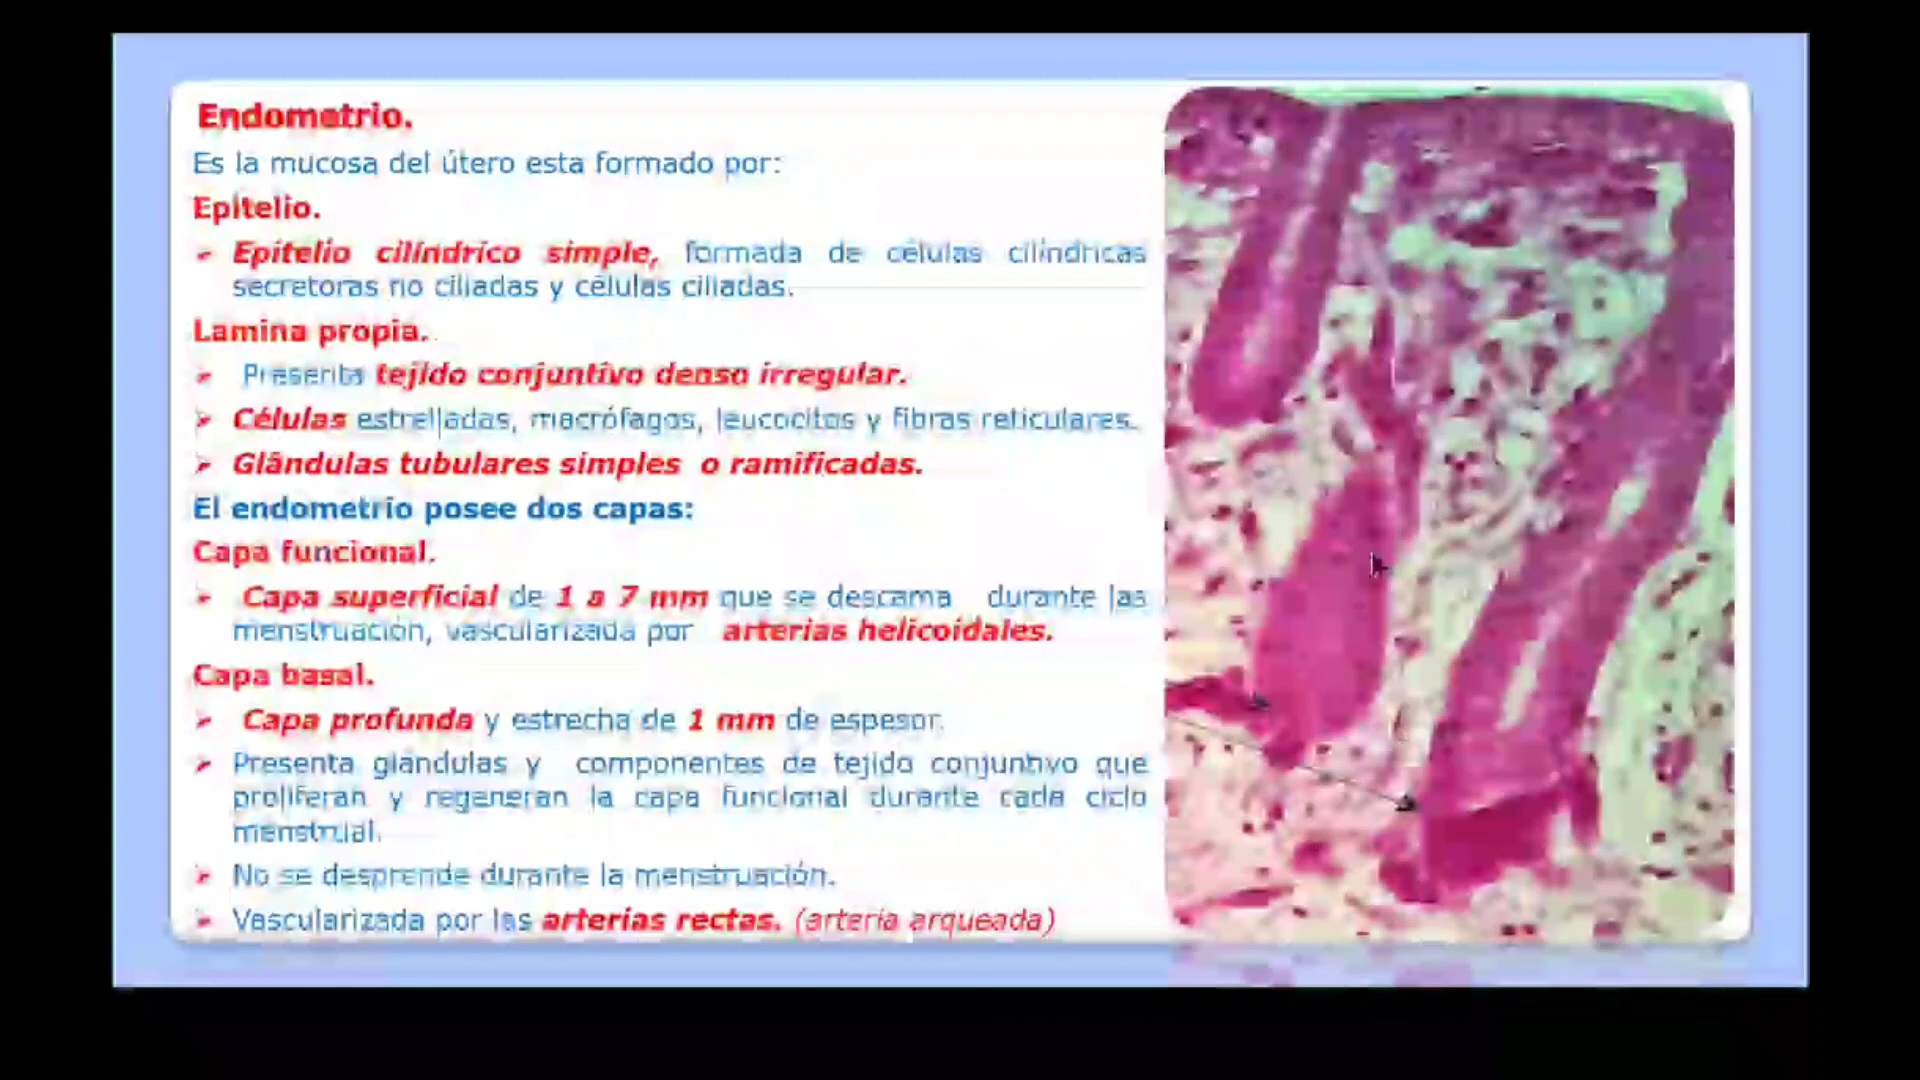 Endometrio.
Es la mucosa del útero esta formado por:
Epitelio.
Epitelio cilíndrico simple, formada de células cilíndricas
secretoras no ciliadas y células ciliadas.
Lamina propia.
Presenta tejido conjuntivo denso irregular.
Células estrelladas, macrófagos, leucocitos y fibras reticulares.
Glándulas tubulares simples o ramificadas.
El endometrio posee dos capas:
Capa funcional.
Capa superficial de 1 a 7 mm que se descama durante las
menstruación, vascularizada por arterias helicoidales.
Capa basal.
Capa profunda y estrecha de 1 mm de espesor.
Presenta glándulas y componentes de tejido conjuntivo que
proliferan y regeneran la capa funcional durante cada ciclo
menstrual.
No se desprende durante la menstruación.
Vascularizada por las arterias rectas. (arteria arqueada)